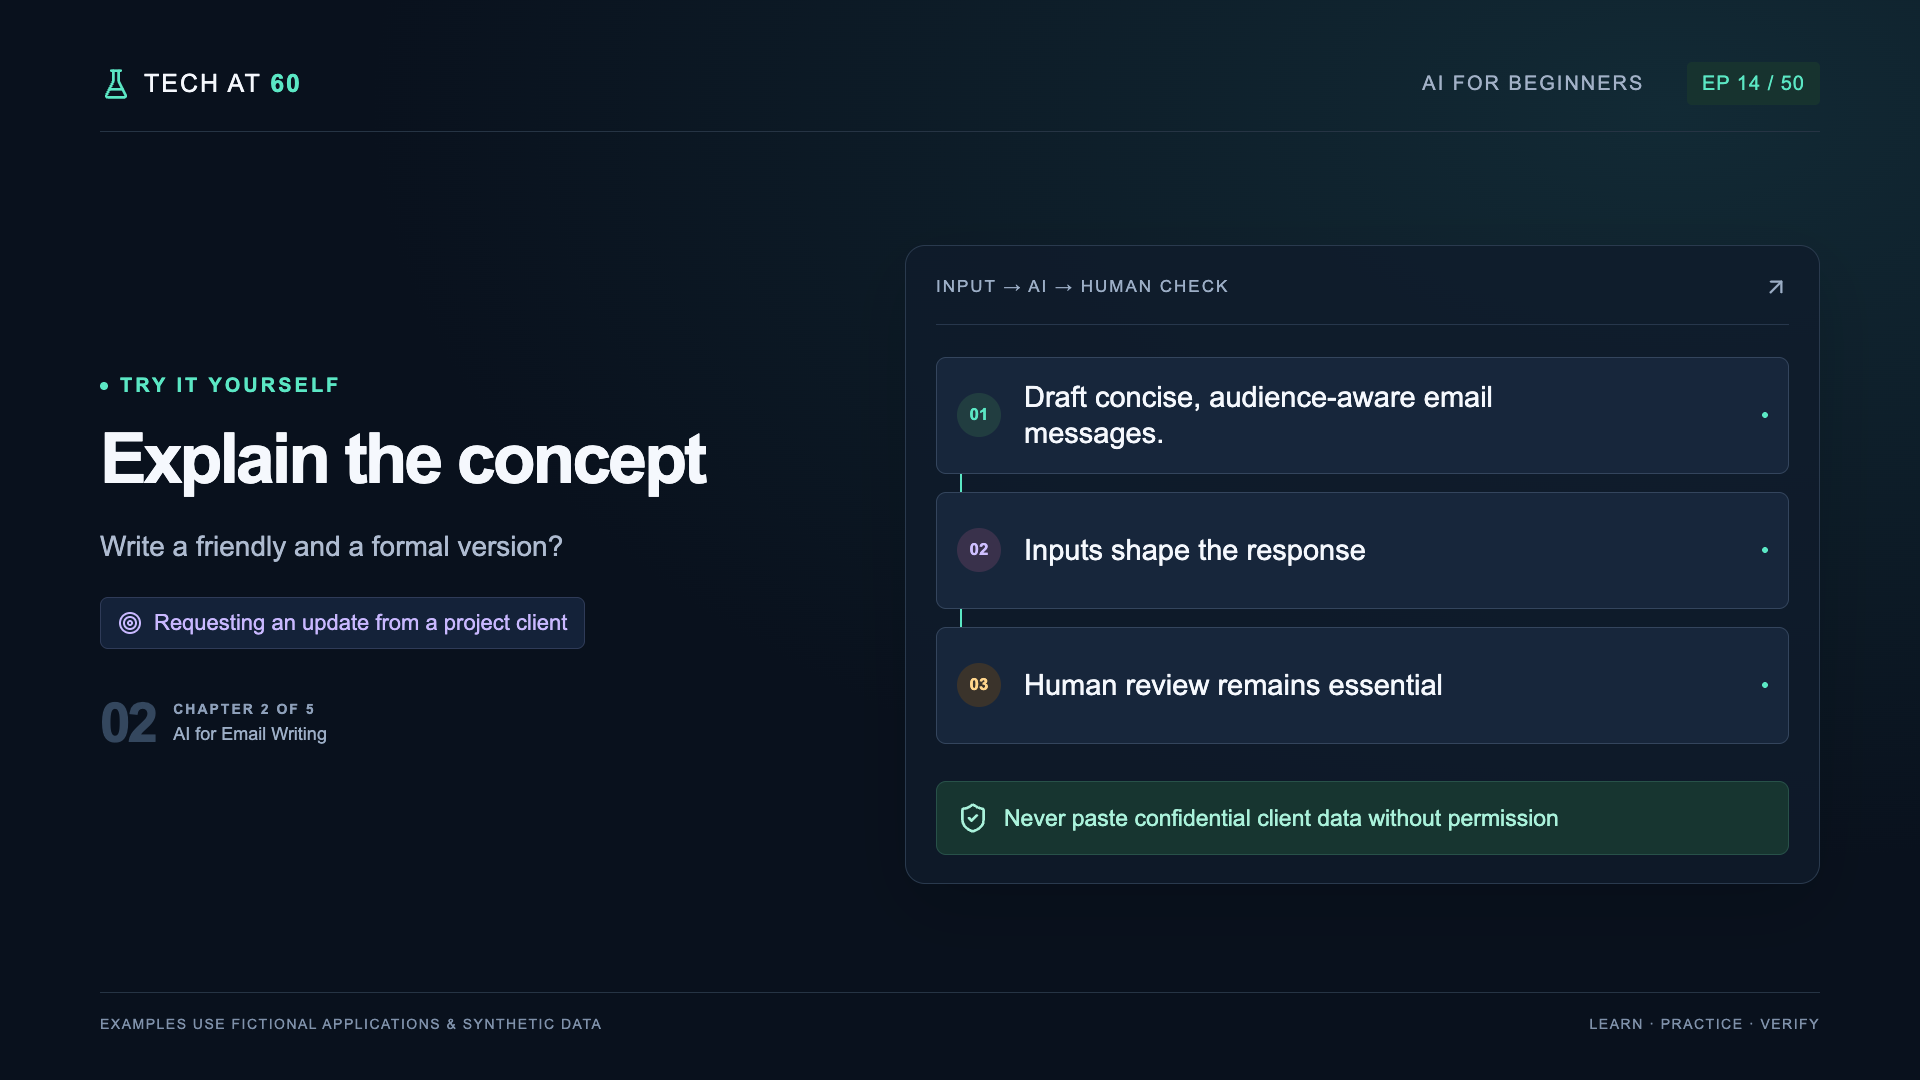 TECH AT 60
AI FOR BEGINNERS
EP 14 / 50
TRY IT YOURSELF
Explain the concept
Write a friendly and a formal version?
Requesting an update from a project client
02
CHAPTER 2 OF 5
AI for Email Writing
INPUT → AI → HUMAN CHECK
01
Draft concise, audience-aware email
messages.
02
Inputs shape the response
03
Human review remains essential
Never paste confidential client data without permission
EXAMPLES USE FICTIONAL APPLICATIONS & SYNTHETIC DATA
LEARN · PRACTICE · VERIFY